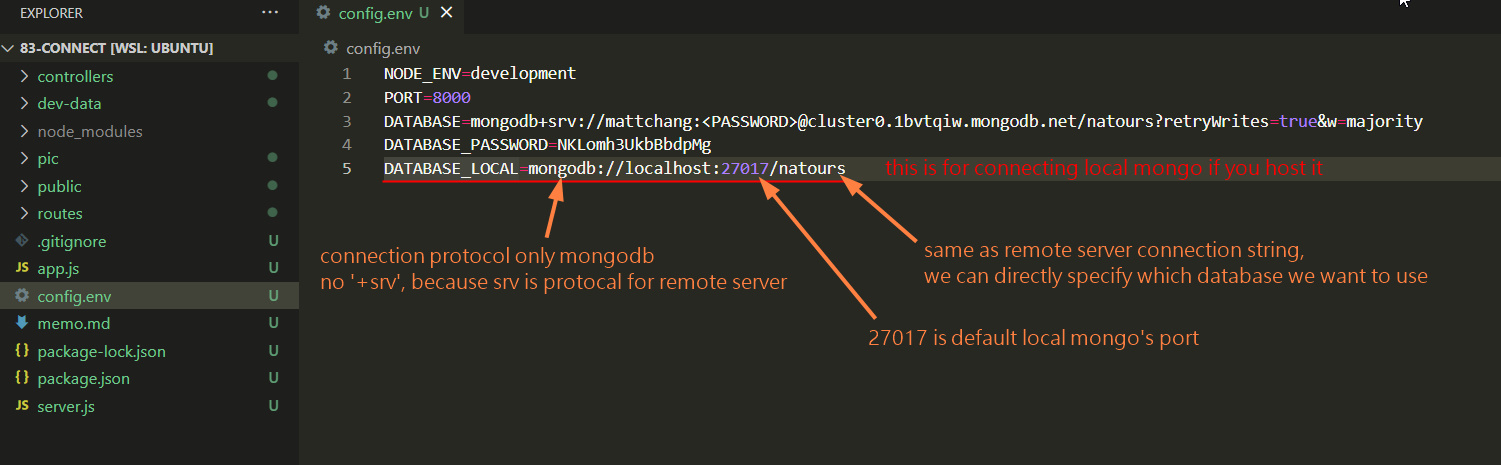 EXPLORER
···
config.env U ×
83-CONNECT [WSL: UBUNTU]
controllers
dev-data
node_modules
pic
public
routes
.gitignore U
JS app.js U
config.env U
memo.md U
{} package-lock.json U
{} package.json U
JS server.js U
config.env
1 NODE_ENV=development
2 PORT=8000
3 DATABASE=mongodb+srv://mattchang:<PASSWORD>@cluster0.1bvtqiw.mongodb.net/natours?retryWrites=true&w=majority
4 DATABASE_PASSWORD=NKLomh3UkbBbdpMg
5 DATABASE_LOCAL=mongodb://localhost:27017/natours this is for connecting local mongo if you host it
connection protocol only mongodb
no '+srv', because srv is protocal for remote server
same as remote server connection string,
we can directly specify which database we want to use
27017 is default local mongo's port